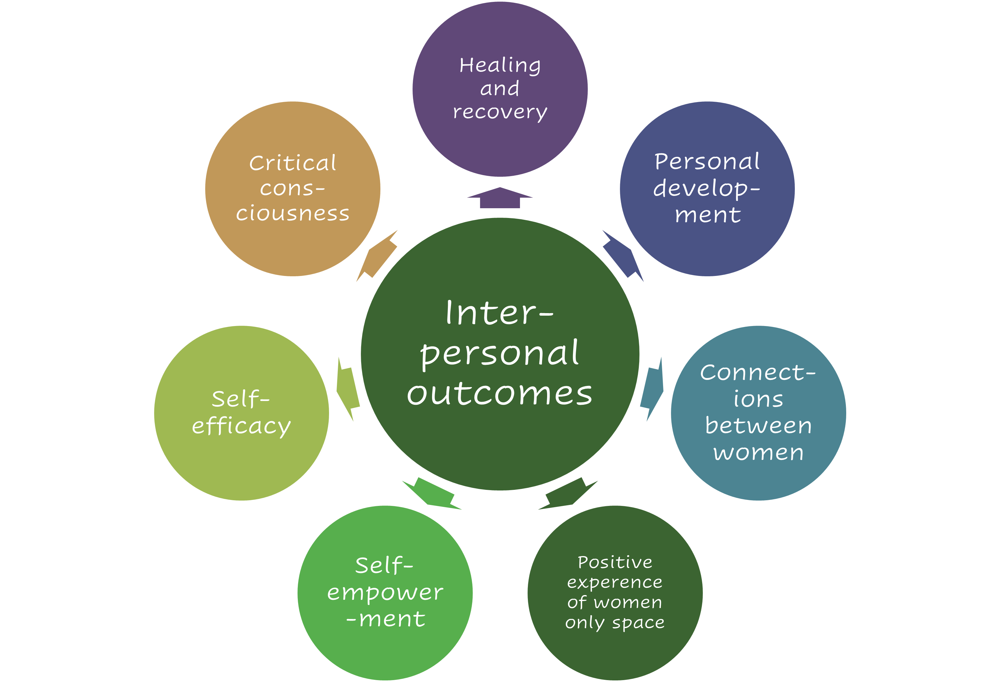 Healing
and
recovery
Personal
develop-
ment
Connect-
ions
between
women
Positive
experence
of women
only space
Self-
empower
-ment
Self-
efficacy
Critical
cons-
ciousness
Inter-
personal
outcomes